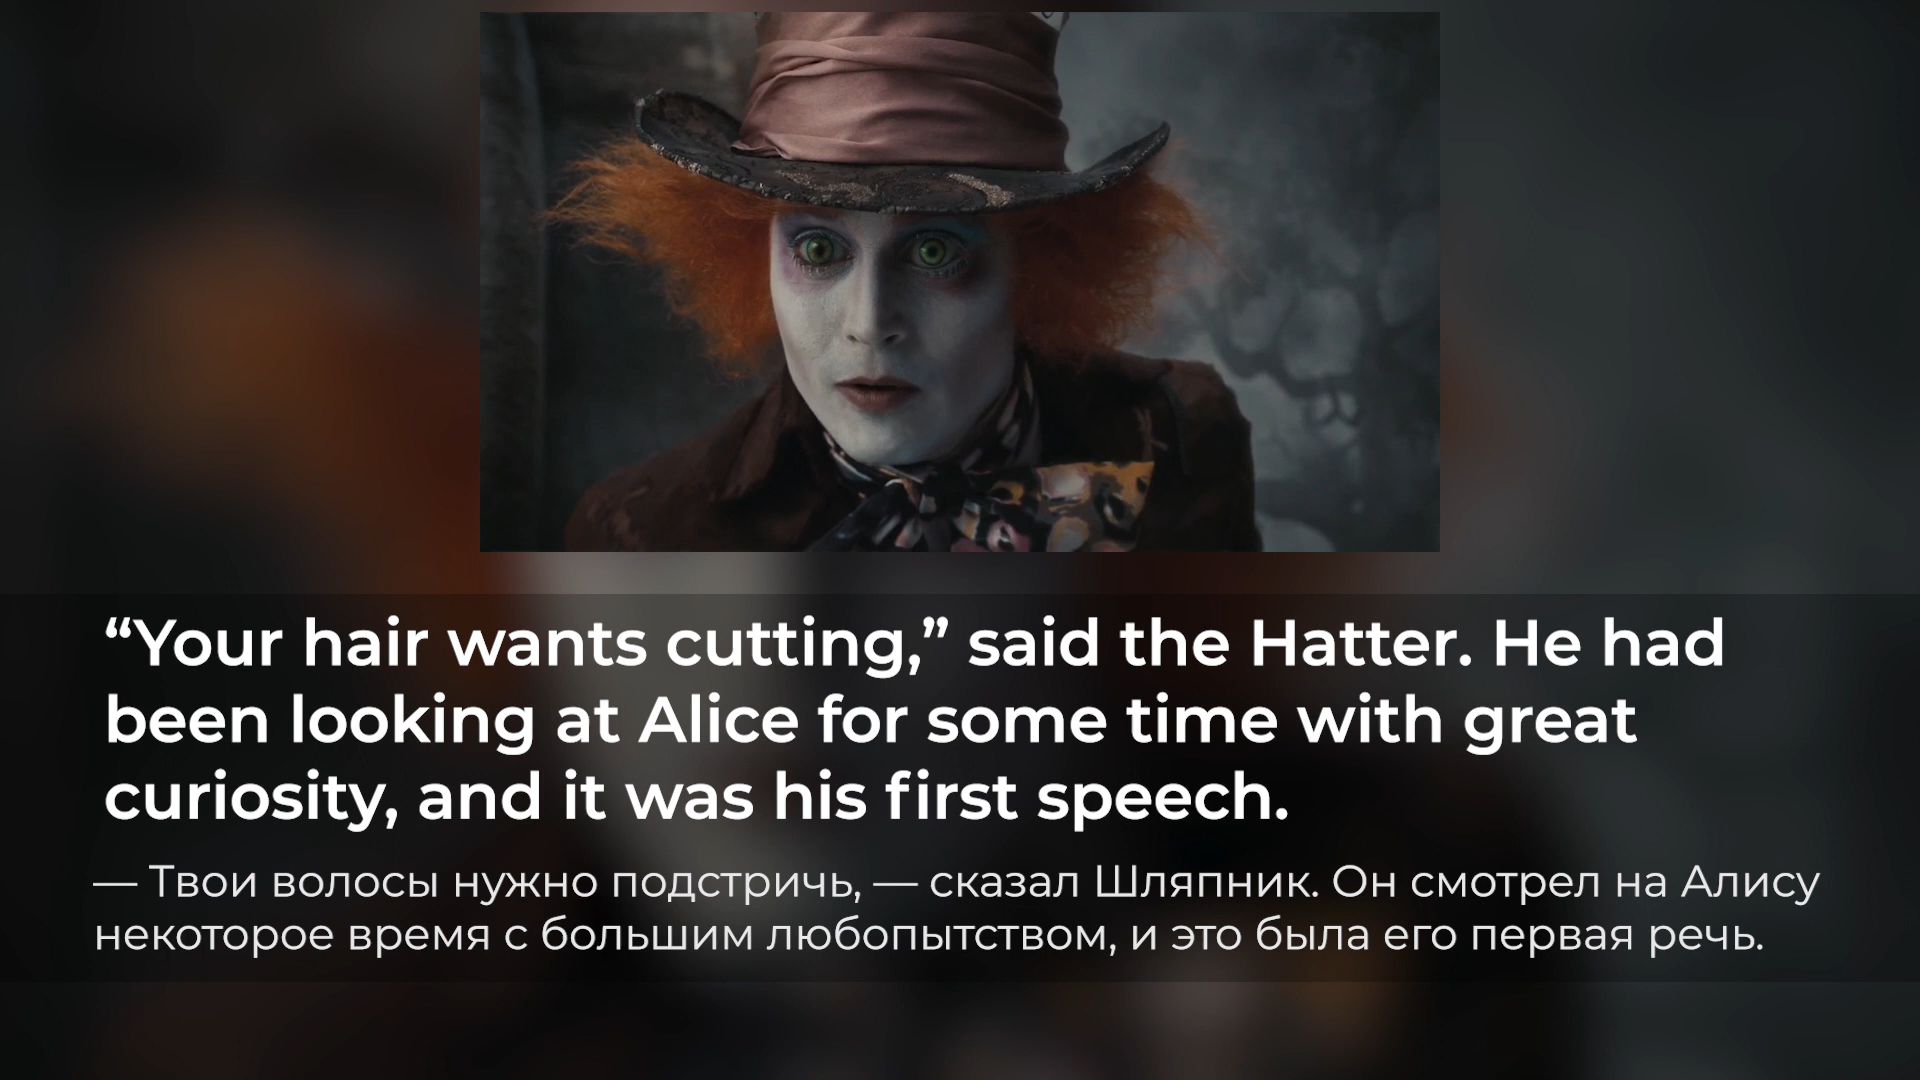 “Your hair wants cutting,” said the Hatter. He had
been looking at Alice for some time with great
curiosity, and it was his first speech.
— Твои волосы нужно подстричь, — сказал Шляпник. Он смотрел на Алису
некоторое время с большим любопытством, и это была его первая речь.